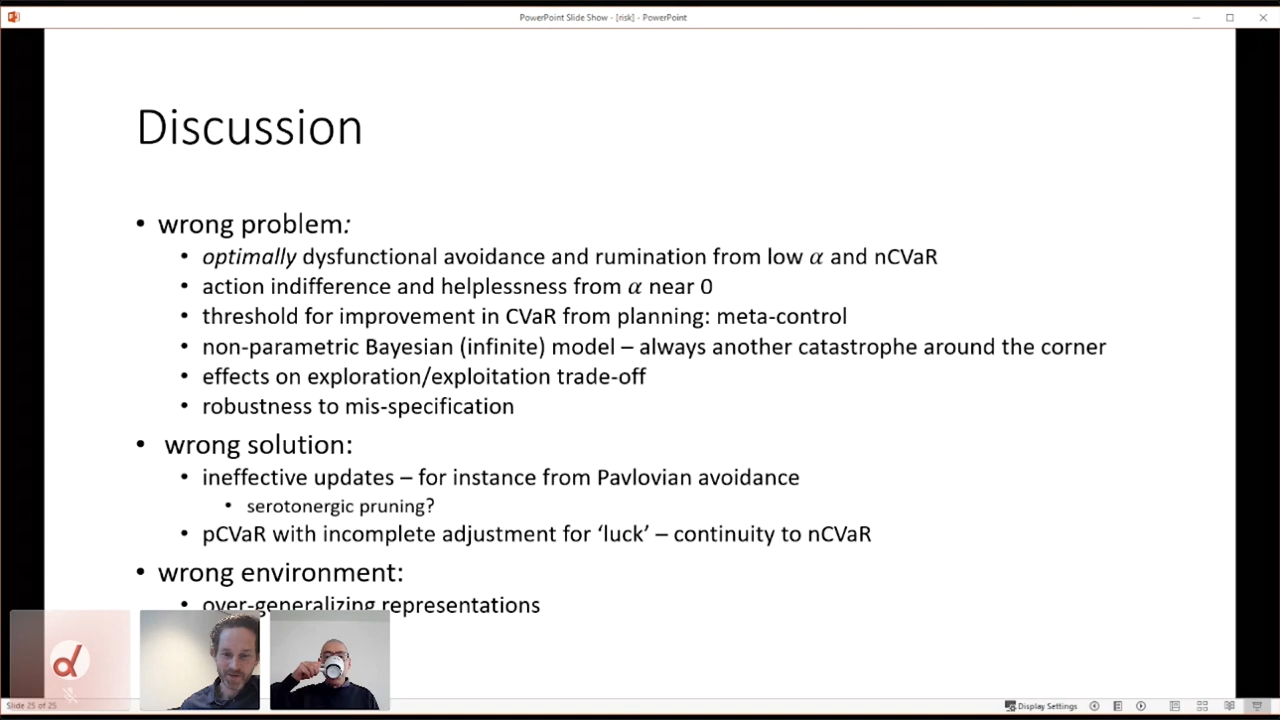 PowerPoint Slide Show - [risk] - PowerPoint
Discussion
• wrong problem:
• optimally dysfunctional avoidance and rumination from low α and nCVaR
• action indifference and helplessness from α near 0
• threshold for improvement in CVaR from planning: meta-control
• non-parametric Bayesian (infinite) model – always another catastrophe around the corner
• effects on exploration/exploitation trade-off
• robustness to mis-specification
• wrong solution:
• ineffective updates – for instance from Pavlovian avoidance
• serotonergic pruning?
• pCVaR with incomplete adjustment for ‘luck’ – continuity to nCVaR
• wrong environment:
• over-generalizing representations
Slide 25 of 25
Display Settings